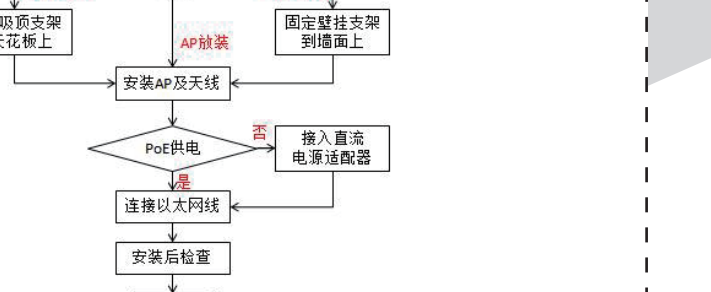 吸顶支架
天花板上
固定壁挂支架
到墙面上
AP放装
安装AP及天线
PoE供电
否
接入直流
电源适配器
是
连接以太网线
安装后检查